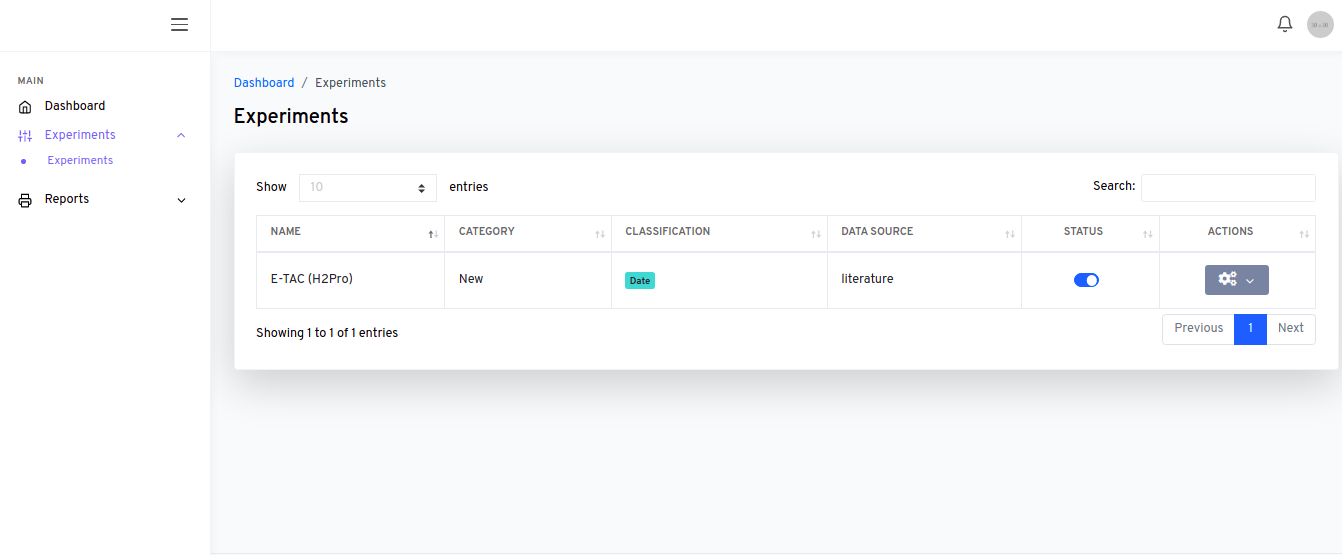 MAIN
Dashboard
Experiments
Experiments
Reports
Dashboard / Experiments
Experiments
Show 10 entries
Search:
NAME CATEGORY CLASSIFICATION DATA SOURCE STATUS ACTIONS
E-TAC (H2Pro) New Date literature
Showing 1 to 1 of 1 entries
Previous 1 Next